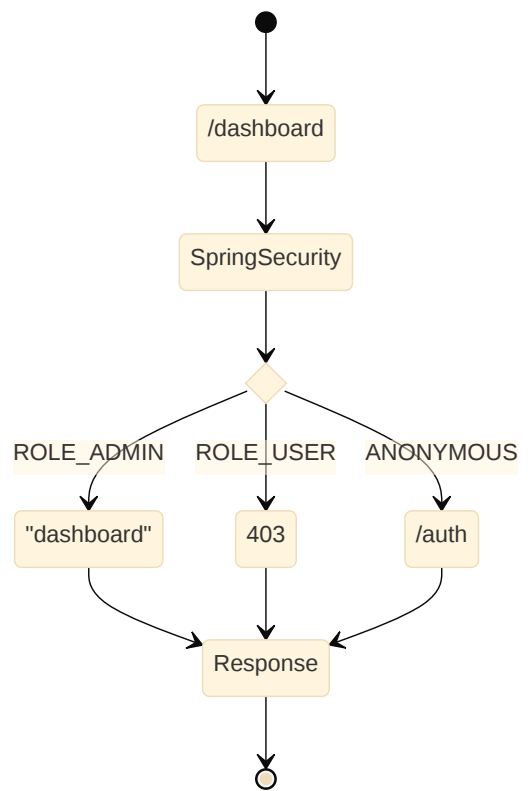 /dashboard
SpringSecurity
ROLE_ADMIN
ROLE_USER
ANONYMOUS
"dashboard"
403
/auth
Response